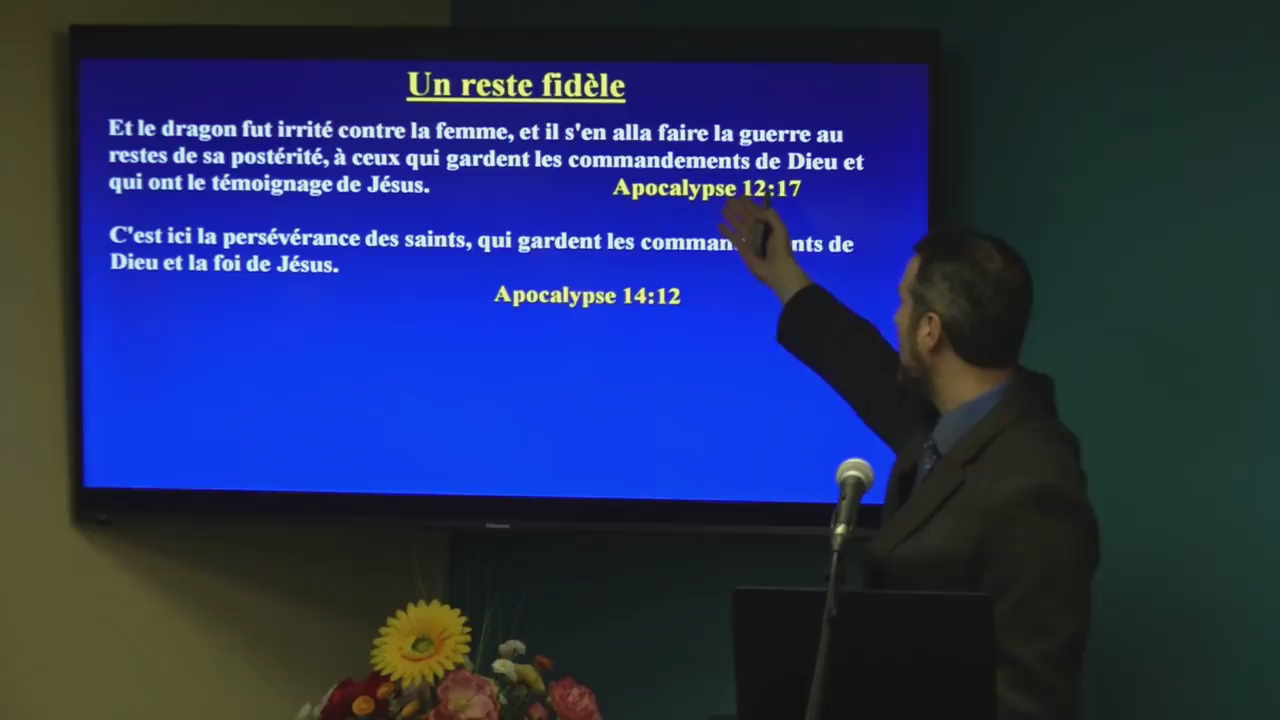 Un reste fidèle
Et le dragon fut irrité contre la femme, et il s'en alla faire la guerre au
restes de sa postérité, à ceux qui gardent les commandements de Dieu et
qui ont le témoignage de Jésus. Apocalypse 12:17
C'est ici la persévérance des saints, qui gardent les comman nts de
Dieu et la foi de Jésus.
Apocalypse 14:12